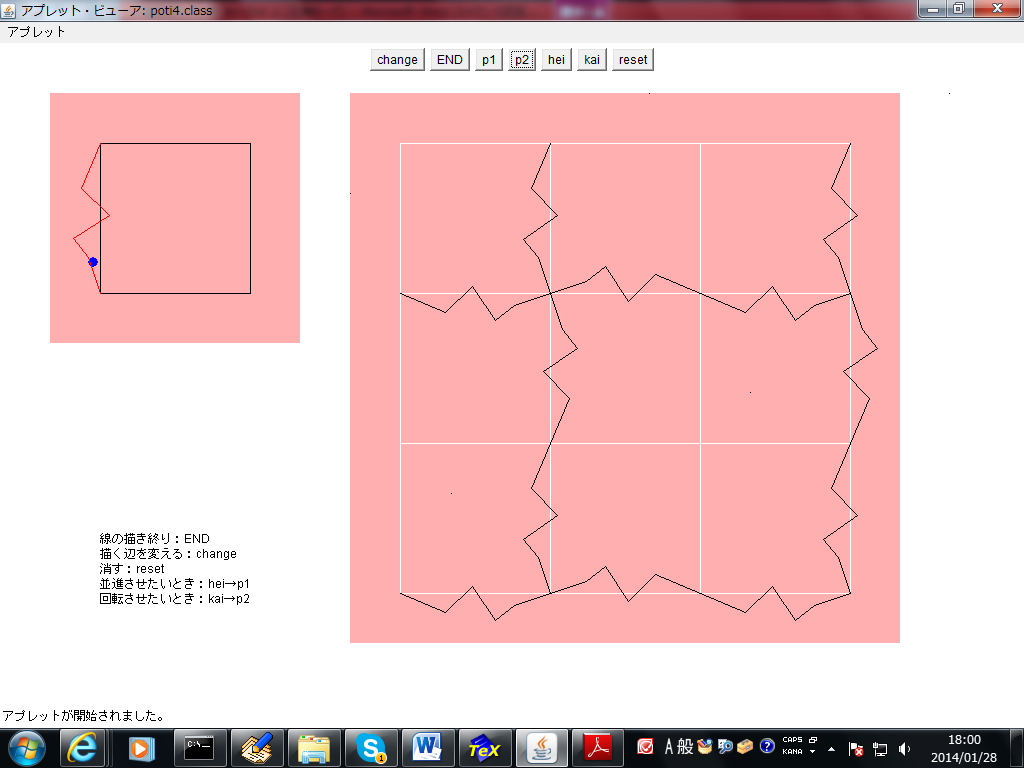 アプレット・ビューア: poti4.class
アプレット
change END p1 p2 hei kai reset
線の描き終り：END
描く辺を変える：change
消す：reset
並進させたいとき：hei→p1
回転させたいとき：kai→p2
アプレットが開始されました。
C:\_
S 1
W
TeX
A 般
CAPS
KANA
18:00
2014/01/28